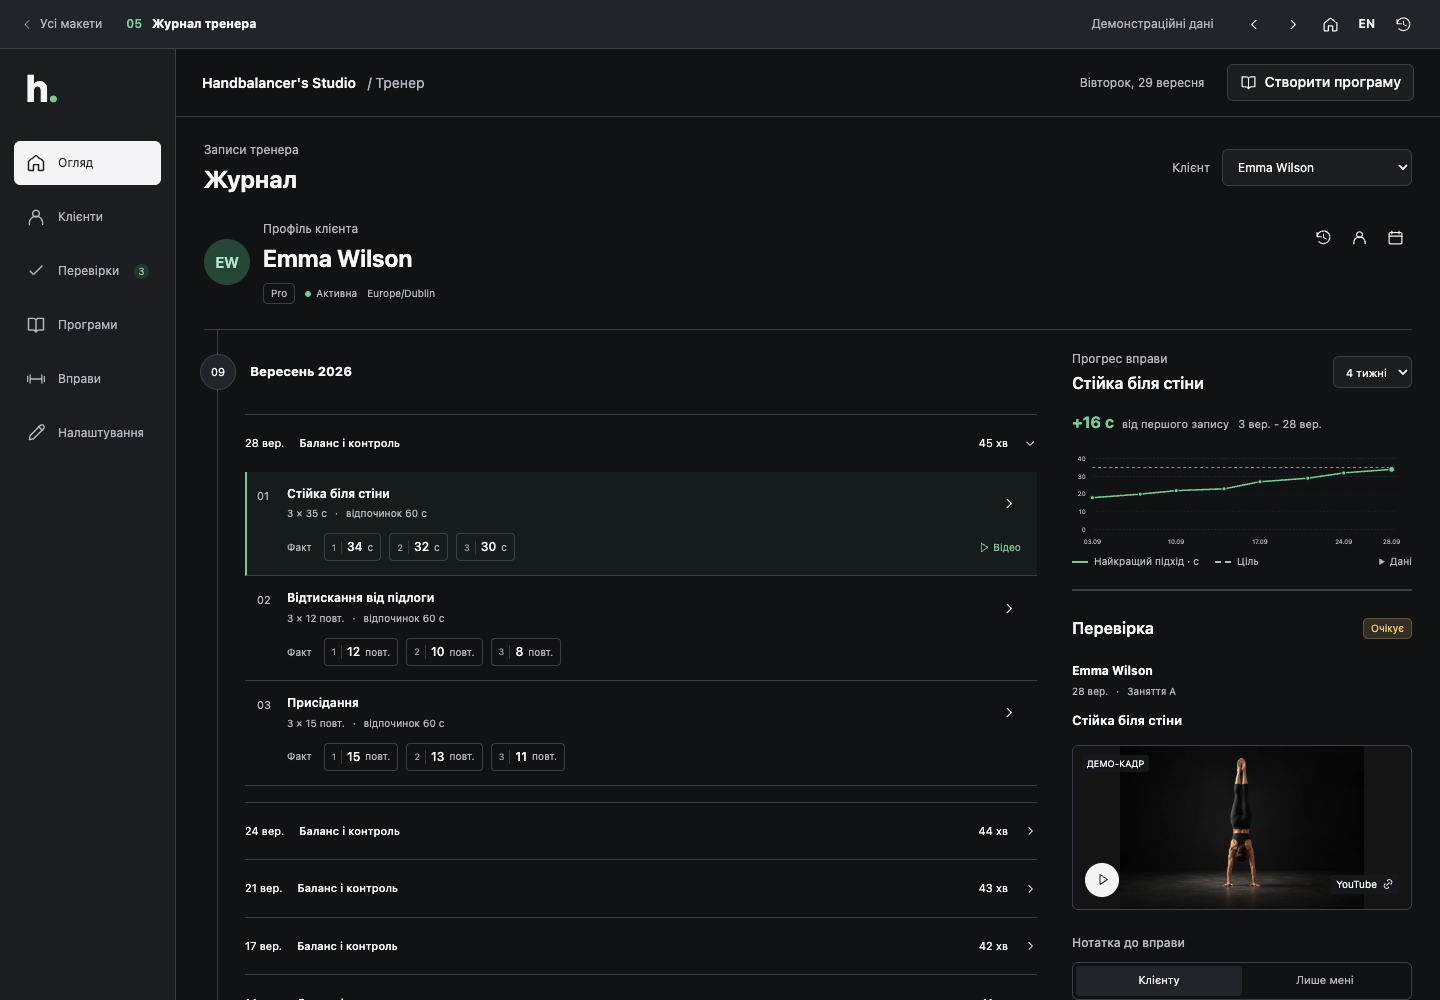 Усі макети 05 Журнал тренера
Демонстраційні дані EN
h.
Handbalancer's Studio / Тренер
Вівторок, 29 вересня
Створити програму
Огляд
Клієнти
Перевірки 3
Програми
Вправи
Налаштування
Записи тренера
Журнал
Клієнт Emma Wilson
EW
Профіль клієнта
Emma Wilson
Pro Активна Europe/Dublin
09 Вересень 2026
28 вер. Баланс і контроль 45 хв
01 Стійка біля стіни
3 × 35 с · відпочинок 60 с
Факт 1 34 с 2 32 с 3 30 с Відео
02 Відтискання від підлоги
3 × 12 повт. · відпочинок 60 с
Факт 1 12 повт. 2 10 повт. 3 8 повт.
03 Присідання
3 × 15 повт. · відпочинок 60 с
Факт 1 15 повт. 2 13 повт. 3 11 повт.
24 вер. Баланс і контроль 44 хв
21 вер. Баланс і контроль 43 хв
17 вер. Баланс і контроль 42 хв
Прогрес вправи
Стійка біля стіни
4 тижні
+16 с від першого запису 3 вер. - 28 вер.
40
30
20
10
0
03.09 10.09 17.09 24.09 28.09
Найкращий підхід · с Ціль Дані
Перевірка Очікує
Emma Wilson
28 вер. · Заняття A
Стійка біля стіни
ДЕМО-КАДР
YouTube
Нотатка до вправи
Клієнту Лише мені